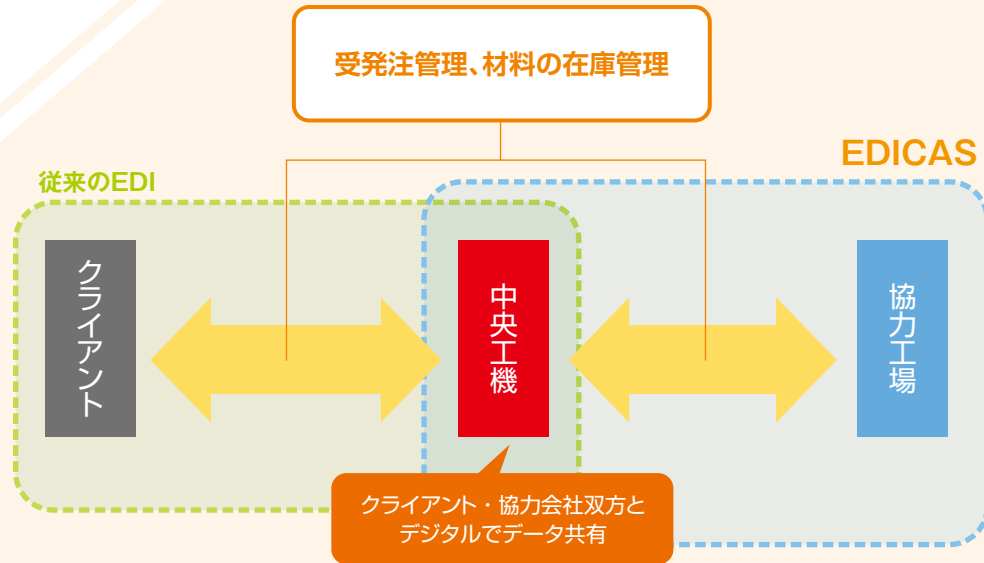 受発注管理、材料の在庫管理
EDICAS
従来のEDI
クライアント
中央工機
協力工場
クライアント・協力会社双方と
デジタルでデータ共有